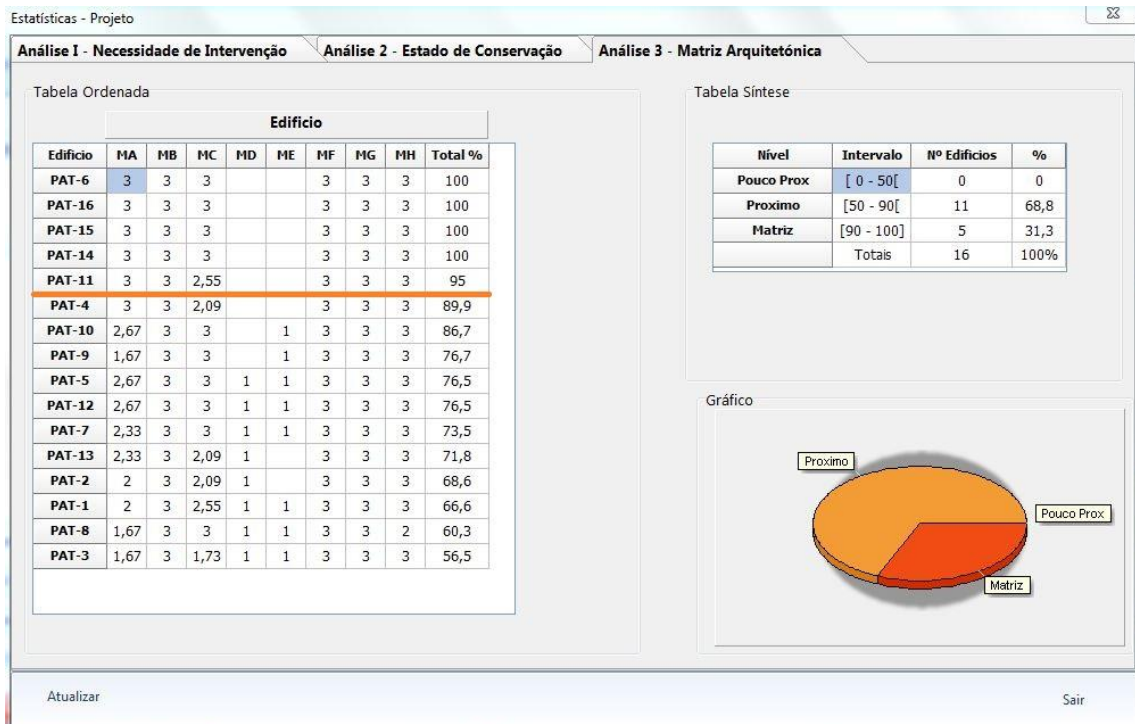 Estatísticas - Projeto
Análise I - Necessidade de Intervenção Análise 2 - Estado de Conservação Análise 3 - Matriz Arquitetónica
Tabela Ordenada
Edificio
Edificio MA MB MC MD ME MF MG MH Total %
PAT-6 3 3 3 3 3 3 100
PAT-16 3 3 3 3 3 3 100
PAT-15 3 3 3 3 3 3 100
PAT-14 3 3 3 3 3 3 100
PAT-11 3 3 2,55 3 3 3 95
PAT-4 3 3 2,09 3 3 3 89,9
PAT-10 2,67 3 3 1 3 3 3 86,7
PAT-9 1,67 3 3 1 3 3 3 76,7
PAT-5 2,67 3 3 1 1 3 3 3 76,5
PAT-12 2,67 3 3 1 1 3 3 3 76,5
PAT-7 2,33 3 3 1 1 3 3 3 73,5
PAT-13 2,33 3 2,09 1 3 3 3 71,8
PAT-2 2 3 2,09 1 3 3 3 68,6
PAT-1 2 3 2,55 1 1 3 3 3 66,6
PAT-8 1,67 3 3 1 1 3 3 2 60,3
PAT-3 1,67 3 1,73 1 1 3 3 3 56,5
Tabela Síntese
Nível Intervalo Nº Edificios %
Pouco Prox [ 0 - 50[ 0 0
Proximo [50 - 90[ 11 68,8
Matriz [90 - 100] 5 31,3
Totais 16 100%
Gráfico
Proximo
Pouco Prox
Matriz
Atualizar
Sair